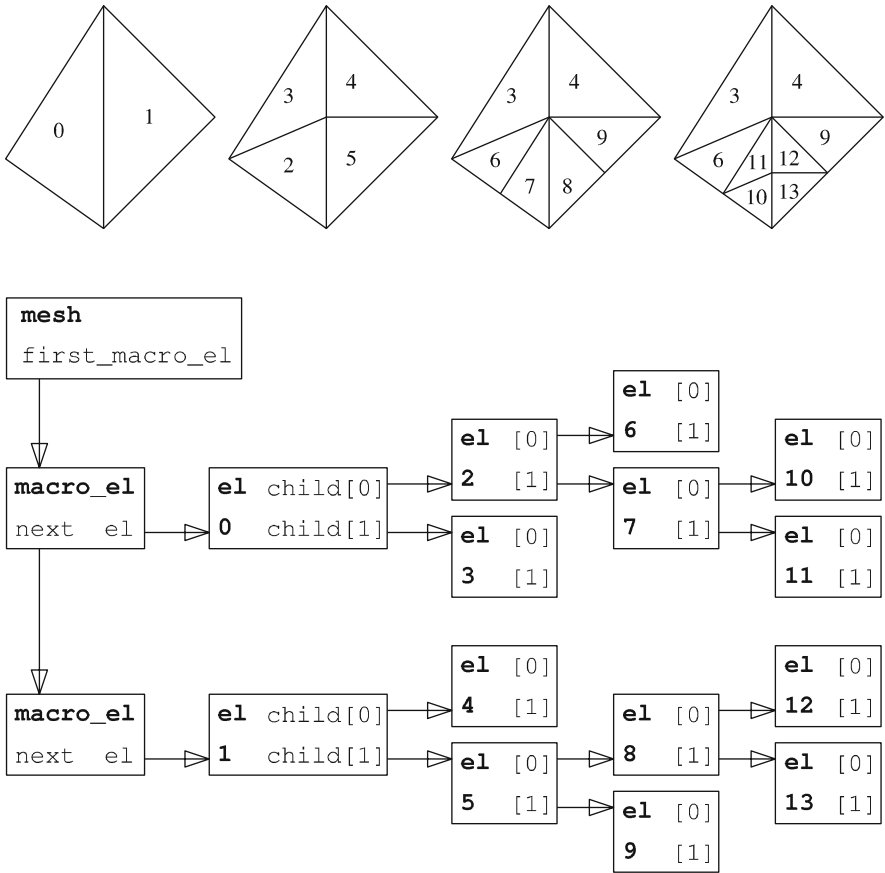 0 1
3 4
2 5
3 4
6 7 8 9
3 4
6 11 12 9
10 13
mesh
first_macro_el
macro_el
next el
el child[0]
0 child[1]
el [0]
2 [1]
el [0]
3 [1]
el [0]
6 [1]
el [0]
7 [1]
el [0]
10 [1]
el [0]
11 [1]
macro_el
next el
el child[0]
1 child[1]
el [0]
4 [1]
el [0]
5 [1]
el [0]
8 [1]
el [0]
9 [1]
el [0]
12 [1]
el [0]
13 [1]